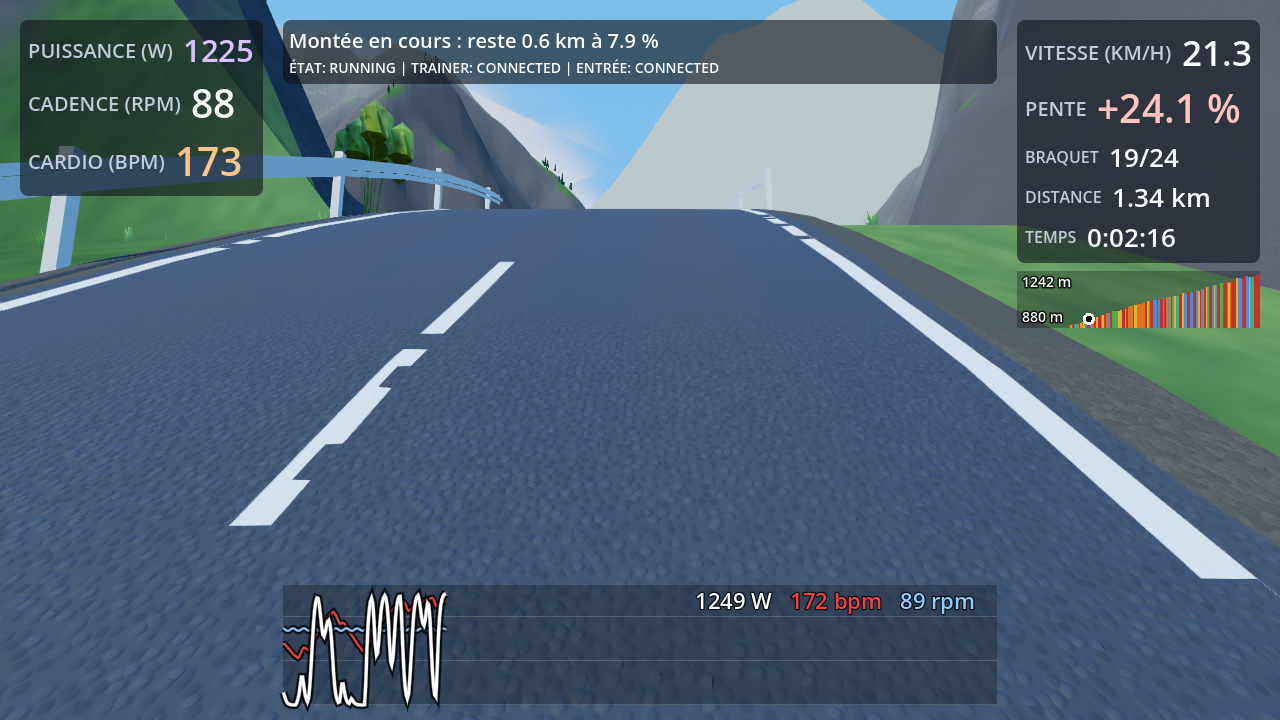 PUISSANCE (W) 1225
CADENCE (RPM) 88
CARDIO (BPM) 173
Montée en cours : reste 0.6 km à 7.9 %
ÉTAT: RUNNING | TRAINER: CONNECTED | ENTRÉE: CONNECTED
VITESSE (KM/H) 21.3
PENTE +24.1 %
BRAQUET 19/24
DISTANCE 1.34 km
TEMPS 0:02:16
1242 m
880 m
1249 W 172 bpm 89 rpm